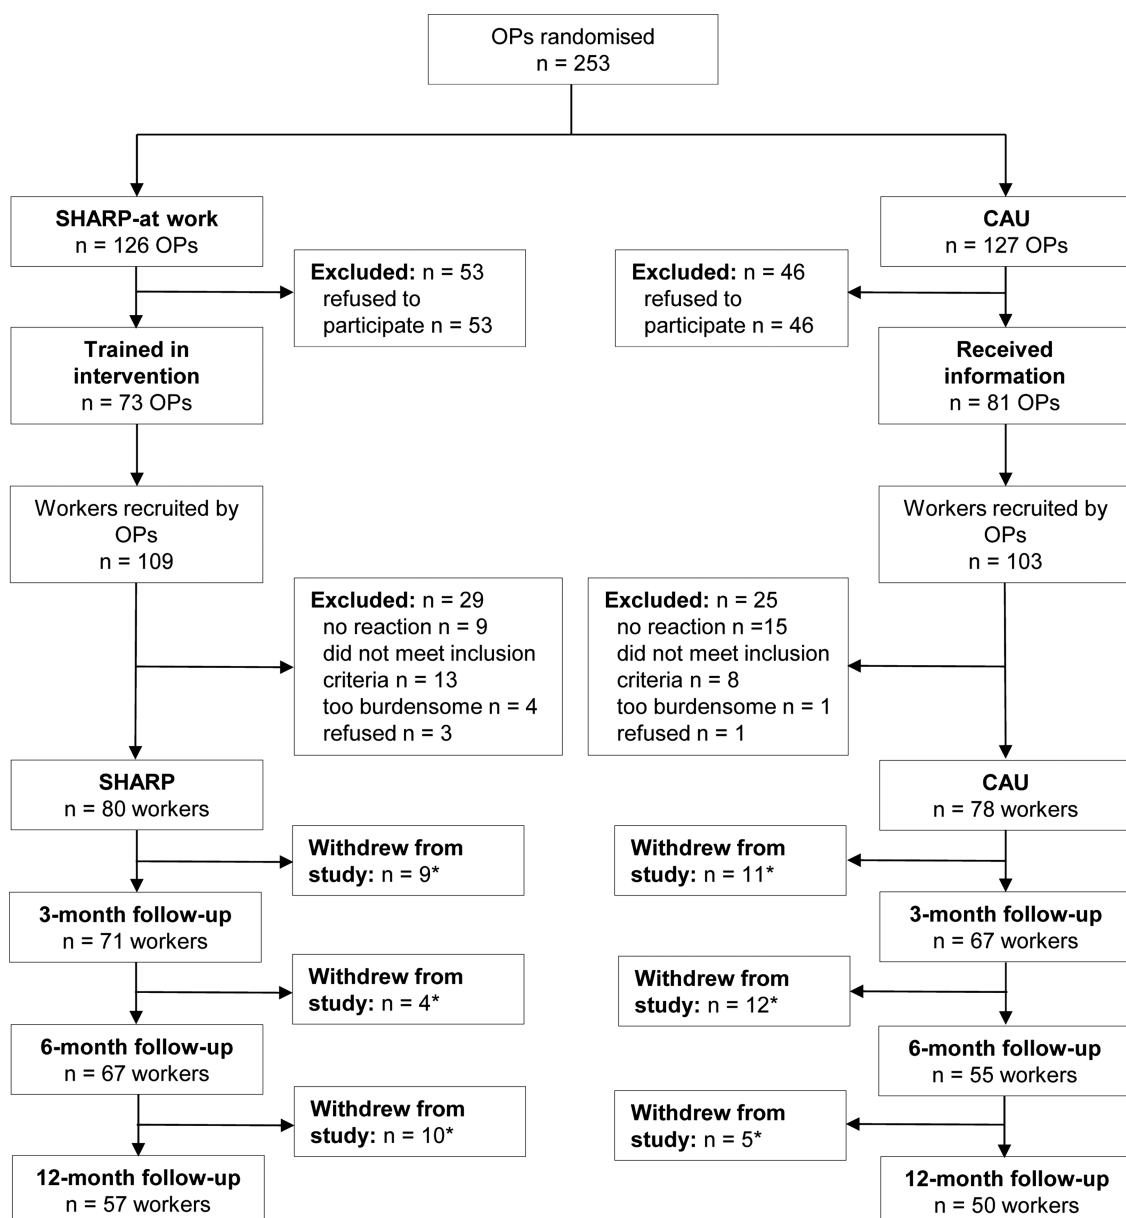 OPs randomised
n = 253
SHARP-at work
n = 126 OPs
CAU
n = 127 OPs
Excluded: n = 53
refused to
participate n = 53
Excluded: n = 46
refused to
participate n = 46
Trained in
intervention
n = 73 OPs
Received
information
n = 81 OPs
Workers recruited by
OPs
n = 109
Workers recruited by
OPs
n = 103
Excluded: n = 29
no reaction n = 9
did not meet inclusion
criteria n = 13
too burdensome n = 4
refused n = 3
Excluded: n = 25
no reaction n =15
did not meet inclusion
criteria n = 8
too burdensome n = 1
refused n = 1
SHARP
n = 80 workers
CAU
n = 78 workers
Withdrew from
study: n = 9*
Withdrew from
study: n = 11*
3-month follow-up
n = 71 workers
3-month follow-up
n = 67 workers
Withdrew from
study: n = 4*
Withdrew from
study: n = 12*
6-month follow-up
n = 67 workers
6-month follow-up
n = 55 workers
Withdrew from
study: n = 10*
Withdrew from
study: n = 5*
12-month follow-up
n = 57 workers
12-month follow-up
n = 50 workers